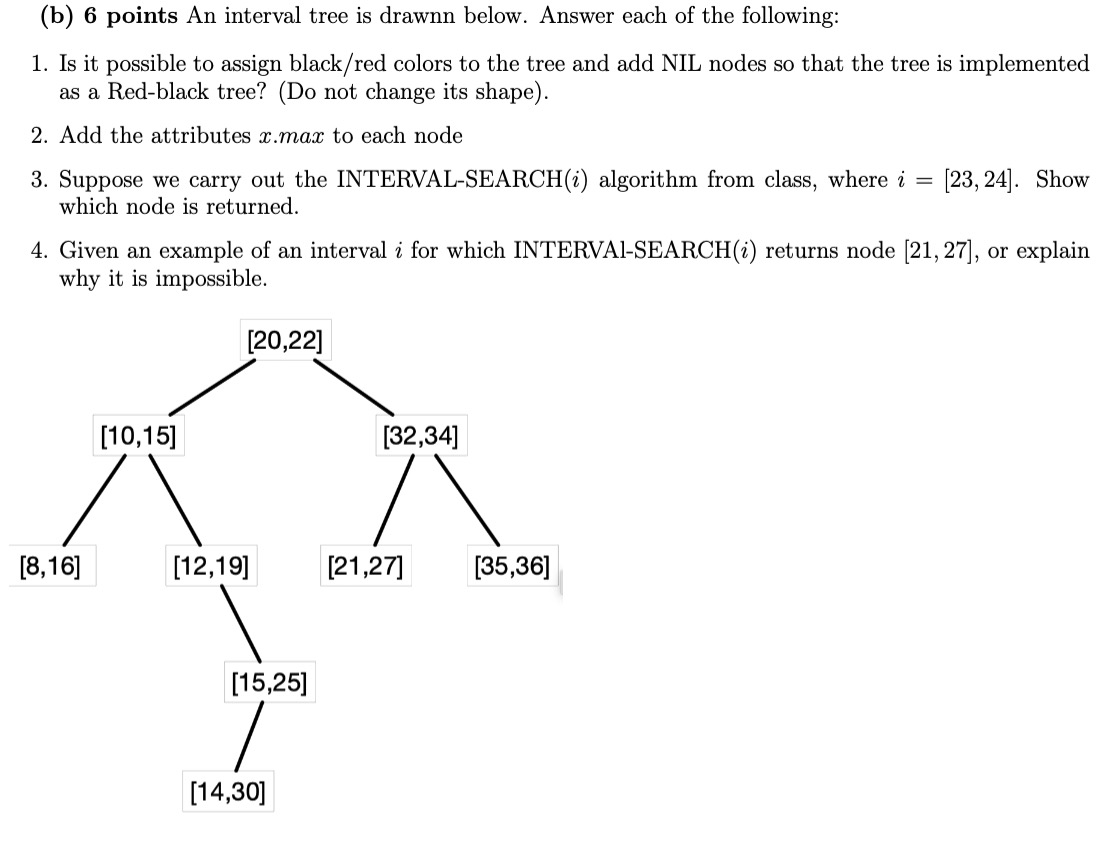 (b) 6 points An interval tree is drawnn below. Answer each of the following:
1. Is it possible to assign black/red colors to the tree and add NIL nodes so that the tree is implemented
as a Red-black tree? (Do not change its shape).
2. Add the attributes x.max to each node
3. Suppose we carry out the INTERVAL-SEARCH(i) algorithm from class, where i = [23, 24]. Show
which node is returned.
4. Given an example of an interval i for which INTERVAl-SEARCH(i) returns node [21, 27], or explain
why it is impossible.
[20,22]
[10,15] [32,34]
[8,16] [12,19] [21,27] [35,36]
[15,25]
[14,30]